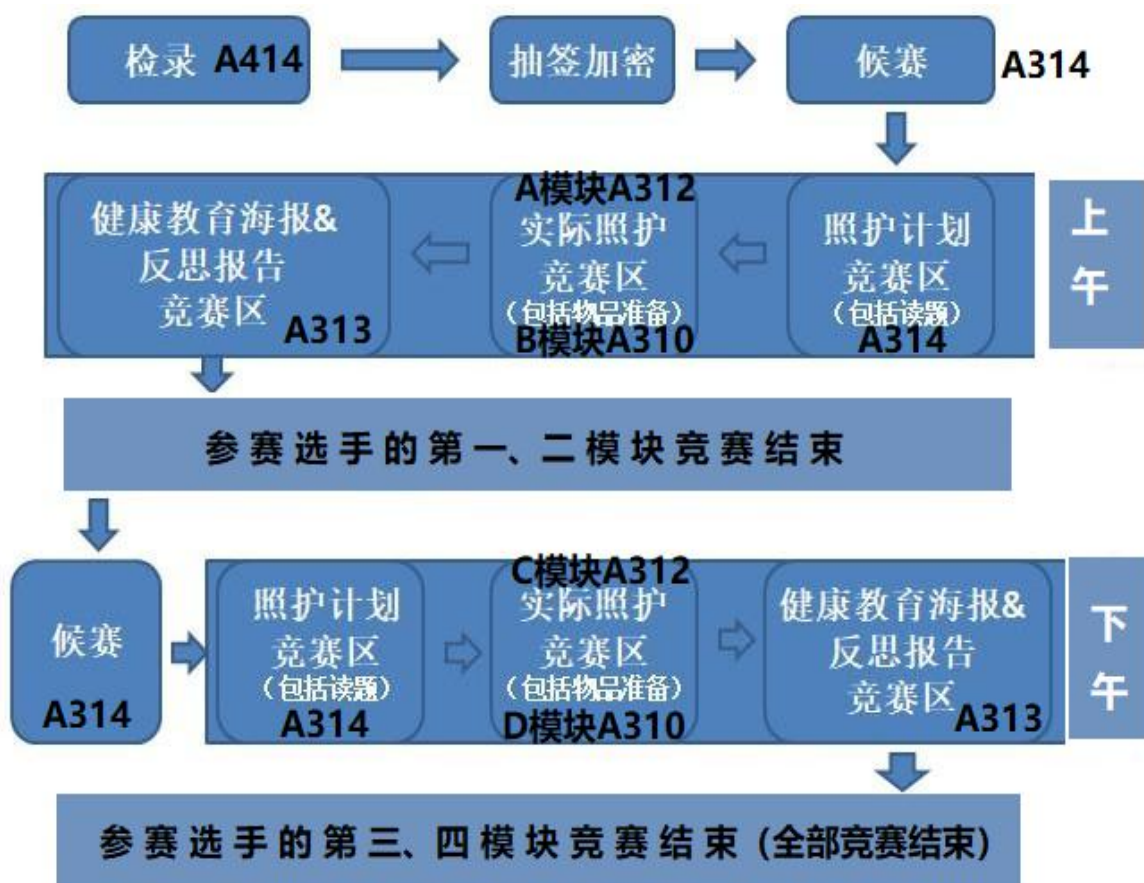 检录 A414
抽签加密
候赛
A314
健康教育海报&
反思报告
竞赛区
A313
A模块A312
实际照护
竞赛区
（包括物品准备）
B模块A310
照护计划
竞赛区
（包括读题）
A314
上
午
参赛选手的第一、二模块竞赛结束
候赛
A314
照护计划
竞赛区
（包括读题）
A314
C模块A312
实际照护
竞赛区
（包括物品准备）
D模块A310
健康教育海报&
反思报告
竞赛区
A313
下
午
参赛选手的第三、四模块竞赛结束（全部竞赛结束）